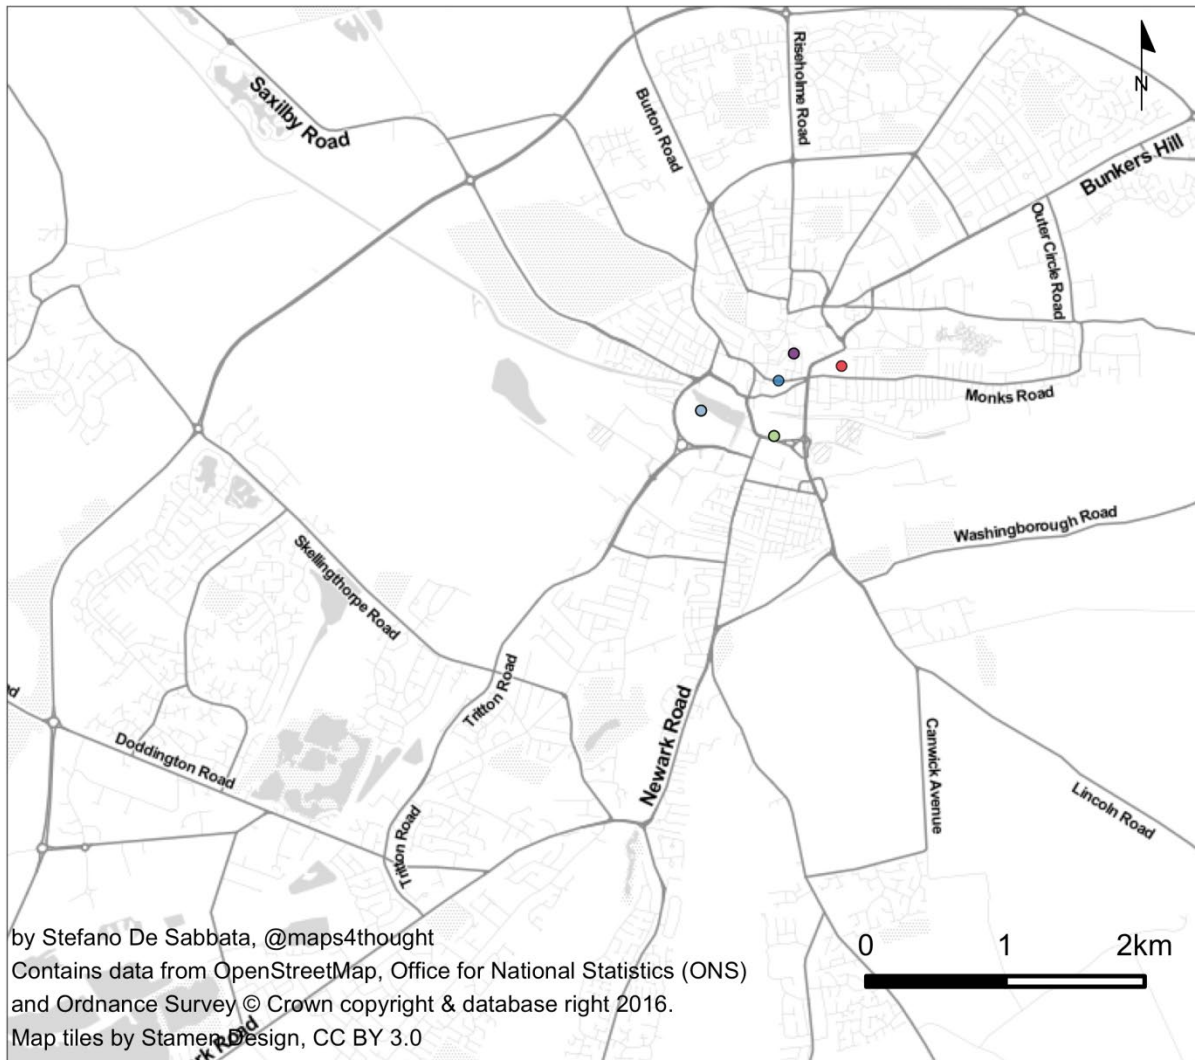 Saxilby Road
Burton Road
Riseholme Road
N
Bunkers Hill
Outer Circle Road
Monks Road
Washingborough Road
Skellingthorpe Road
Tritton Road
Newark Road
Doddington Road
Canwick Avenue
Lincoln Road
Tritton Road
by Stefano De Sabbata, @maps4thought
Contains data from OpenStreetMap, Office for National Statistics (ONS)
and Ordnance Survey © Crown copyright & database right 2016.
Map tiles by Stamen Design, CC BY 3.0
rk Road
0 1 2km